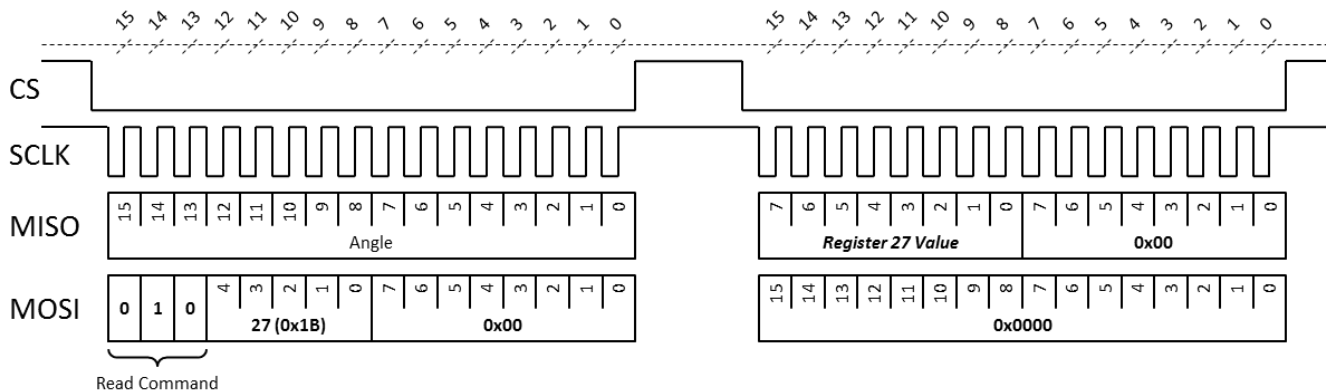 15 14 13 12 11 10 9 8 7 6 5 4 3 2 1 0 15 14 13 12 11 10 9 8 7 6 5 4 3 2 1 0
CS
SCLK
MISO 15 14 13 12 11 10 9 8 7 6 5 4 3 2 1 0 7 6 5 4 3 2 1 0 7 6 5 4 3 2 1 0
Angle Register 27 Value 0x00
MOSI 0 1 0 4 3 2 1 0 7 6 5 4 3 2 1 0 15 14 13 12 11 10 9 8 7 6 5 4 3 2 1 0
27 (0x1B) 0x00 0x0000
Read Command